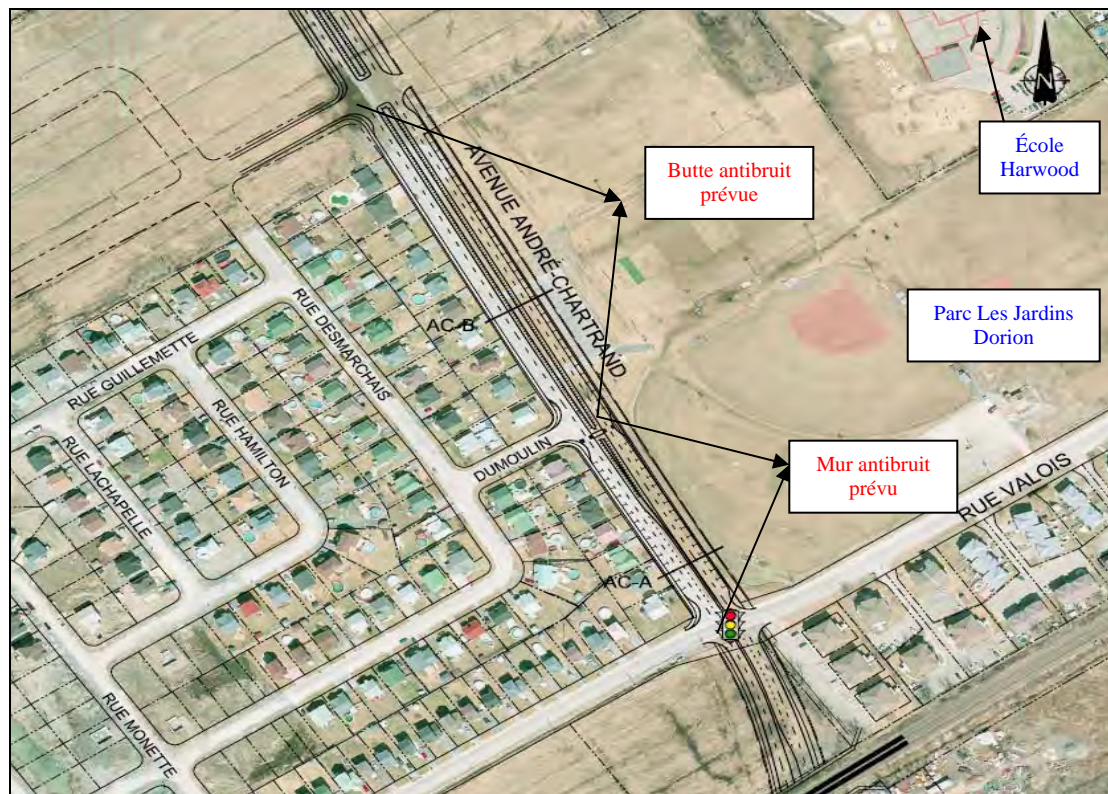 N
École
Harwood
Butte antibruit
prévue
AVENUE ANDRÉ-CHARTRAND
AC-B
Parc Les Jardins
Dorion
RUE GUILLEMETTE
RUE DESMARCHAIS
RUE HAMILTON
RUE LACHAPELLE
DUMOULIN
Mur antibruit
prévu
RUE VALOIS
AC-A
RUE MONETTE